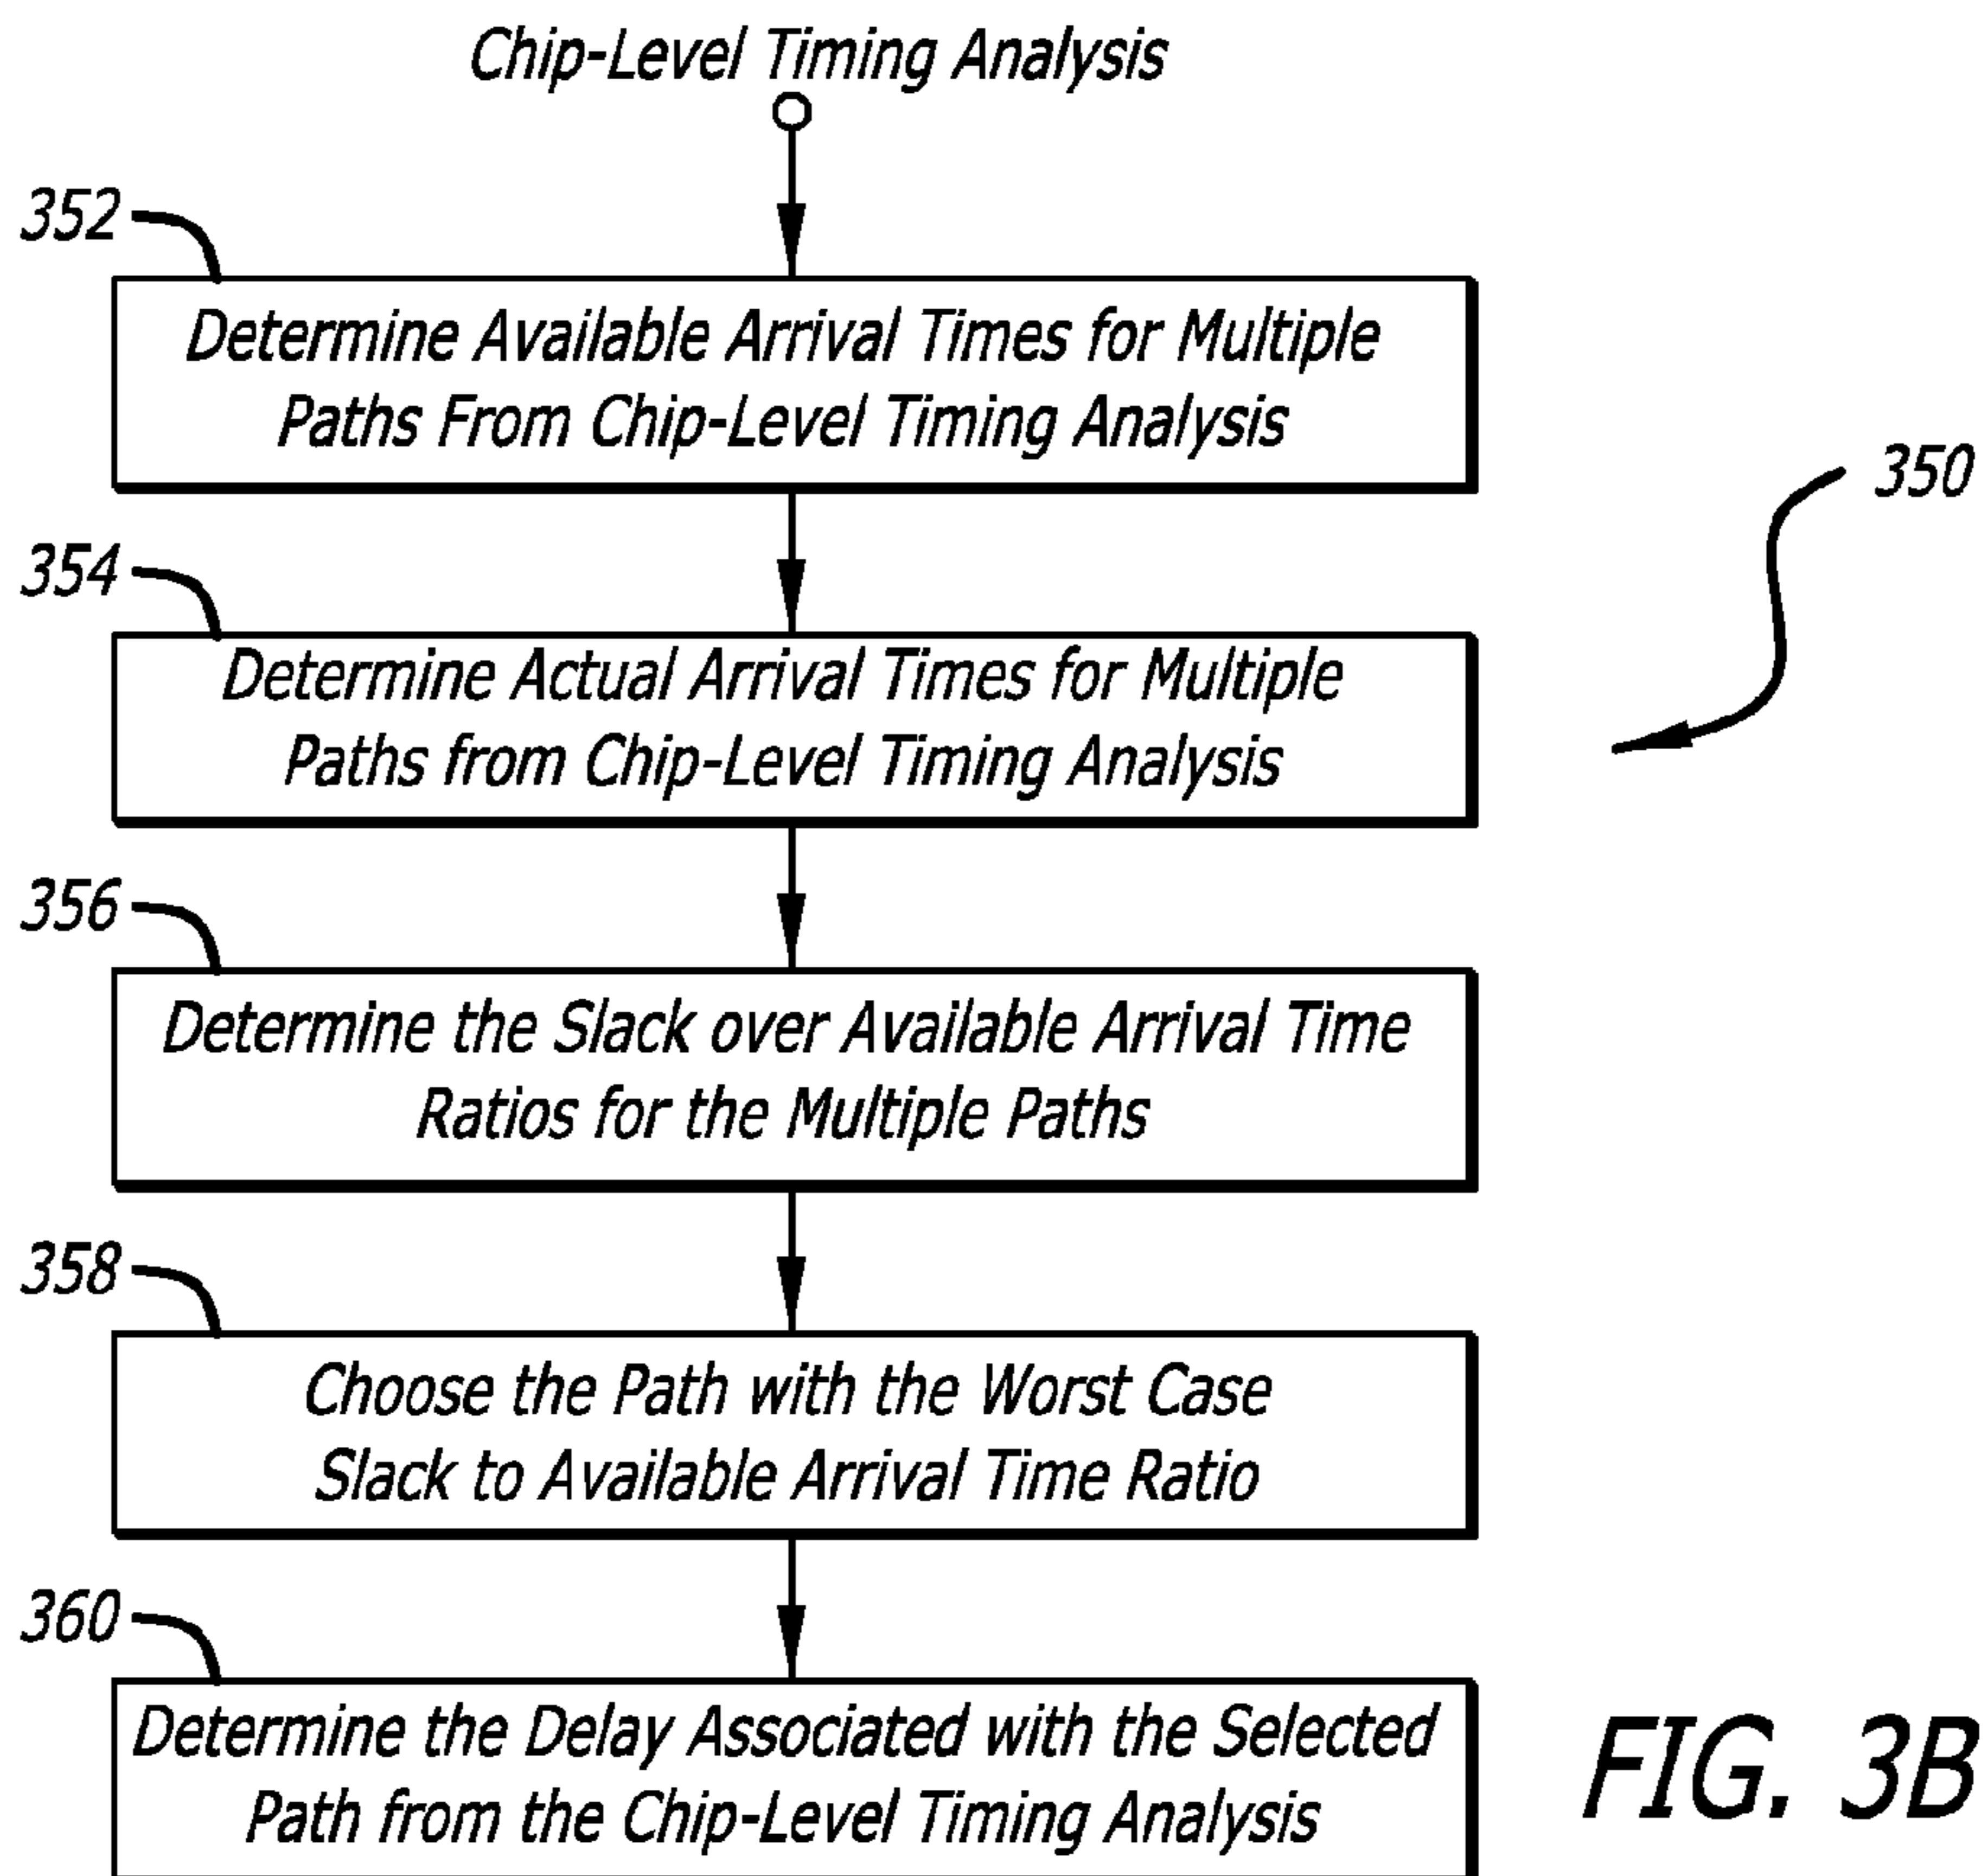 Chip-Level Timing Analysis
352
Determine Available Arrival Times for Multiple
Paths From Chip-Level Timing Analysis
350
354
Determine Actual Arrival Times for Multiple
Paths from Chip-Level Timing Analysis
356
Determine the Slack over Available Arrival Time
Ratios for the Multiple Paths
358
Choose the Path with the Worst Case
Slack to Available Arrival Time Ratio
360
Determine the Delay Associated with the Selected
Path from the Chip-Level Timing Analysis
FIG. 3B